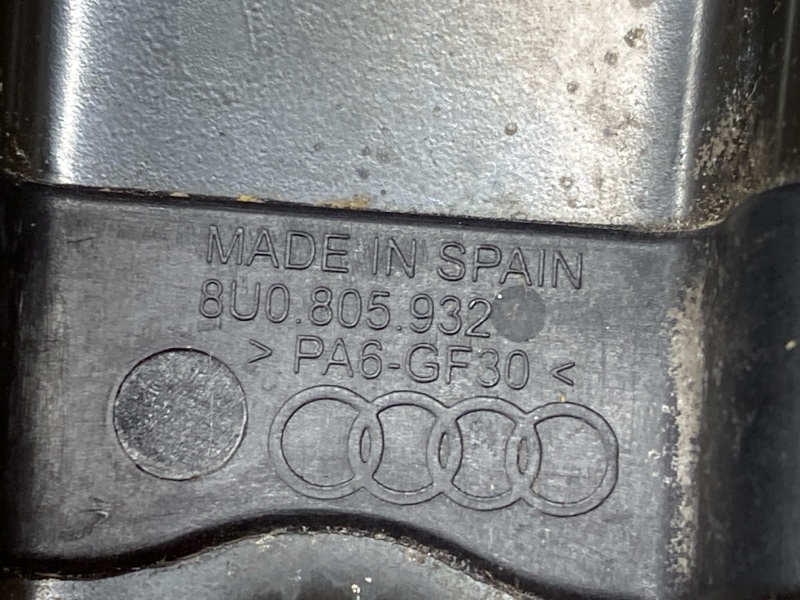 MADE IN SPAIN
8U0.805.932
> PA6-GF30 <